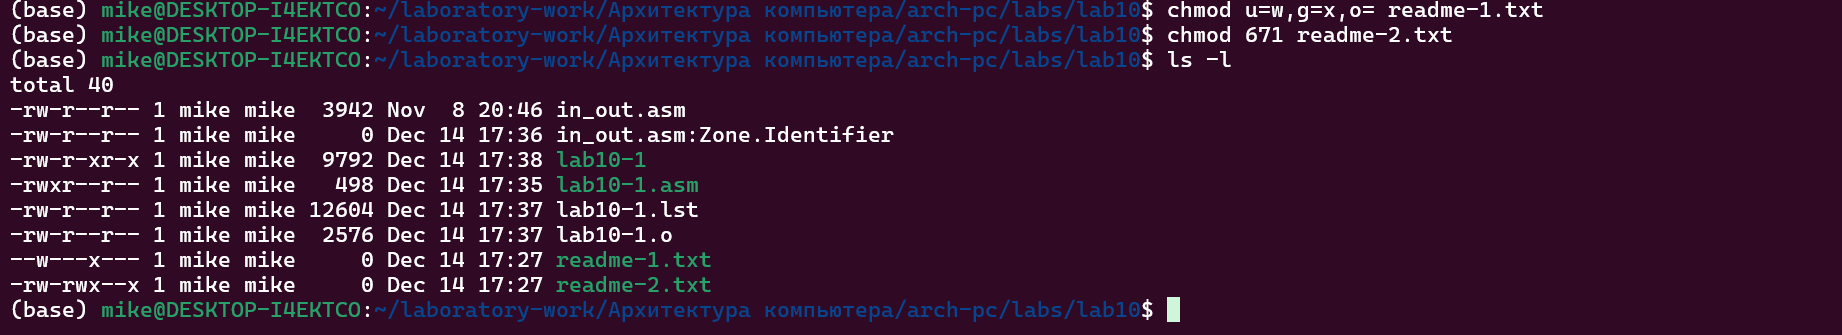 (base) mike@DESKTOP-I4EKTCO:~/laboratory-work/Архитектура компьютера/arch-pc/labs/lab10$ chmod u=w,g=x,o= readme-1.txt
(base) mike@DESKTOP-I4EKTCO:~/laboratory-work/Архитектура компьютера/arch-pc/labs/lab10$ chmod 671 readme-2.txt
(base) mike@DESKTOP-I4EKTCO:~/laboratory-work/Архитектура компьютера/arch-pc/labs/lab10$ ls -l
total 40
-rw-r--r-- 1 mike mike  3942 Nov  8 20:46 in_out.asm
-rw-r--r-- 1 mike mike     0 Dec 14 17:36 in_out.asm:Zone.Identifier
-rw-r-xr-x 1 mike mike  9792 Dec 14 17:38 lab10-1
-rwxr--r-- 1 mike mike   498 Dec 14 17:35 lab10-1.asm
-rw-r--r-- 1 mike mike 12604 Dec 14 17:37 lab10-1.lst
-rw-r--r-- 1 mike mike  2576 Dec 14 17:37 lab10-1.o
--w---x--- 1 mike mike     0 Dec 14 17:27 readme-1.txt
-rw-rwx--x 1 mike mike     0 Dec 14 17:27 readme-2.txt
(base) mike@DESKTOP-I4EKTCO:~/laboratory-work/Архитектура компьютера/arch-pc/labs/lab10$